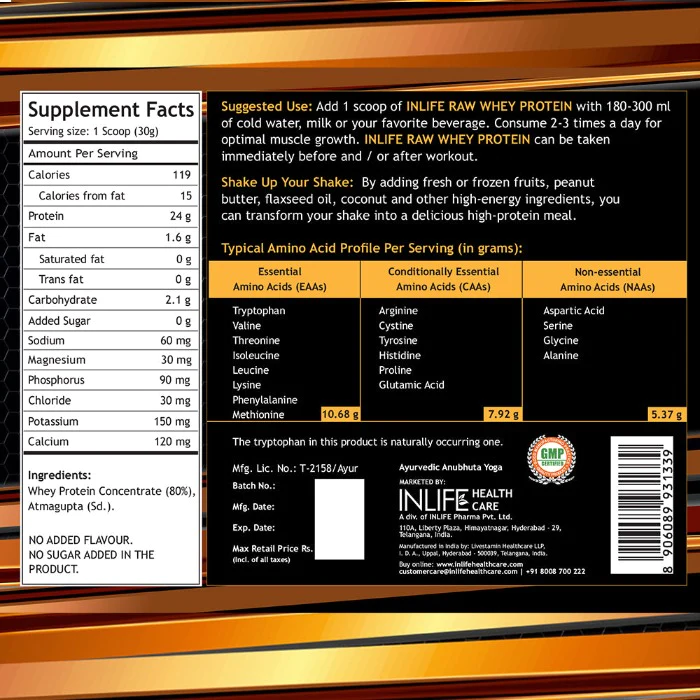 Supplement Facts
Serving size: 1 Scoop (30g)
Amount Per Serving
Calories 119
Calories from fat 15
Protein 24 g
Fat 1.6 g
Saturated fat 0 g
Trans fat 0 g
Carbohydrate 2.1 g
Added Sugar 0 g
Sodium 60 mg
Magnesium 30 mg
Phosphorus 90 mg
Chloride 30 mg
Potassium 150 mg
Calcium 120 mg
Ingredients:
Whey Protein Concentrate (80%),
Atmagupta (Sd.).
NO ADDED FLAVOUR.
NO SUGAR ADDED IN THE
PRODUCT.
Suggested Use: Add 1 scoop of INLIFE RAW WHEY PROTEIN with 180-300 ml
of cold water, milk or your favorite beverage. Consume 2-3 times a day for
optimal muscle growth. INLIFE RAW WHEY PROTEIN can be taken
immediately before and / or after workout.
Shake Up Your Shake: By adding fresh or frozen fruits, peanut
butter, flaxseed oil, coconut and other high-energy ingredients, you
can transform your shake into a delicious high-protein meal.
Typical Amino Acid Profile Per Serving (in grams):
Essential
Amino Acids (EAAs)
Tryptophan
Valine
Threonine
Isoleucine
Leucine
Lysine
Phenylalanine
Methionine 10.68 g
Conditionally Essential
Amino Acids (CAAs)
Arginine
Cystine
Tyrosine
Histidine
Proline
Glutamic Acid
7.92 g
Non-essential
Amino Acids (NAAs)
Aspartic Acid
Serine
Glycine
Alanine
5.37 g
The tryptophan in this product is naturally occurring one.
Mfg. Lic. No.: T-2158/Ayur
Batch No.:
Mfg. Date:
Exp. Date:
Max Retail Price Rs.
(incl. of all taxes)
Ayurvedic Anubhuta Yoga
MARKETED BY:
INLIFE HEALTH CARE
A div. of INLIFE Pharma Pvt. Ltd.
110A, Liberty Plaza, Himayatnagar, Hyderabad - 29,
Telangana, India.
Manufactured in India by: Livestamin Healthcare LLP,
I. D. A., Uppal, Hyderabad - 500039, Telangana, India.
Buy online: www.inlifehealthcare.com
customercare@inlifehealthcare.com | +91 8008 700 222
GMP
CERTIFIED
8 906089 931339